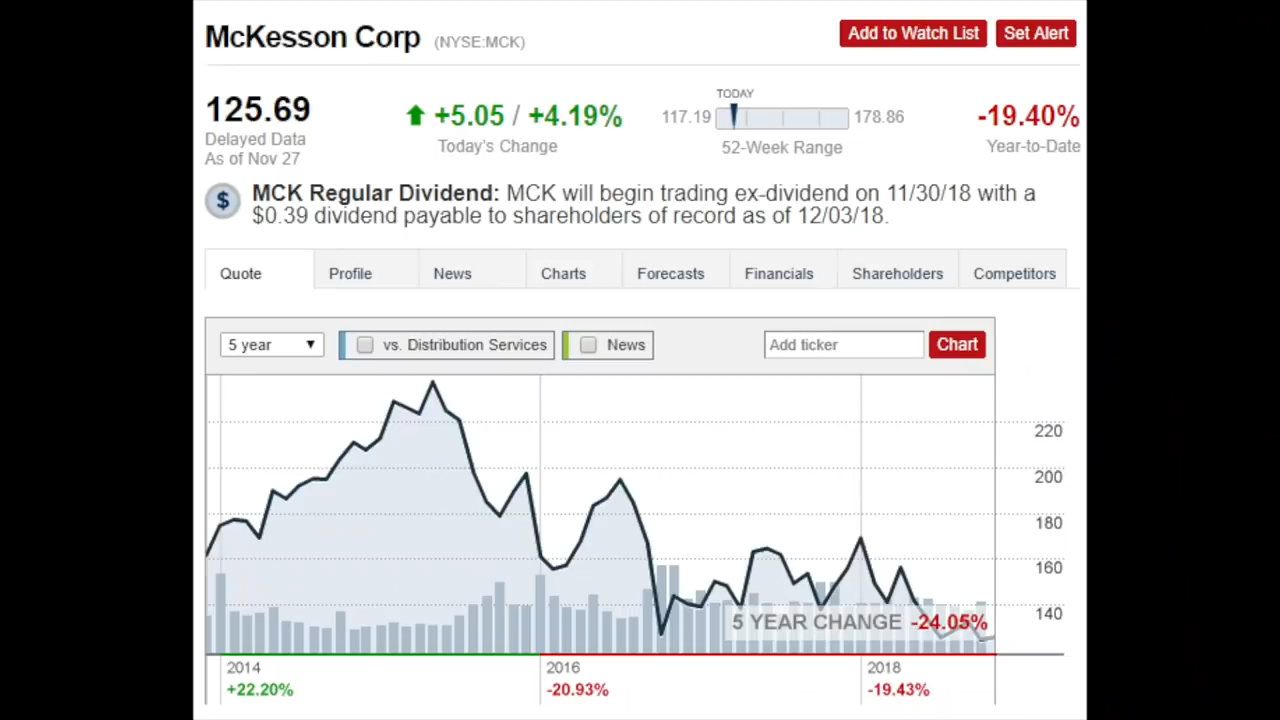 McKesson Corp (NYSE:MCK)
Add to Watch List
Set Alert
125.69
Delayed Data
As of Nov 27
+5.05 / +4.19%
Today's Change
TODAY
117.19
178.86
52-Week Range
-19.40%
Year-to-Date
$
MCK Regular Dividend: MCK will begin trading ex-dividend on 11/30/18 with a
$0.39 dividend payable to shareholders of record as of 12/03/18.
Quote
Profile
News
Charts
Forecasts
Financials
Shareholders
Competitors
5 year
vs. Distribution Services
News
Add ticker
Chart
220
200
180
160
140
5 YEAR CHANGE -24.05%
2014
2016
2018
+22.20%
-20.93%
-19.43%